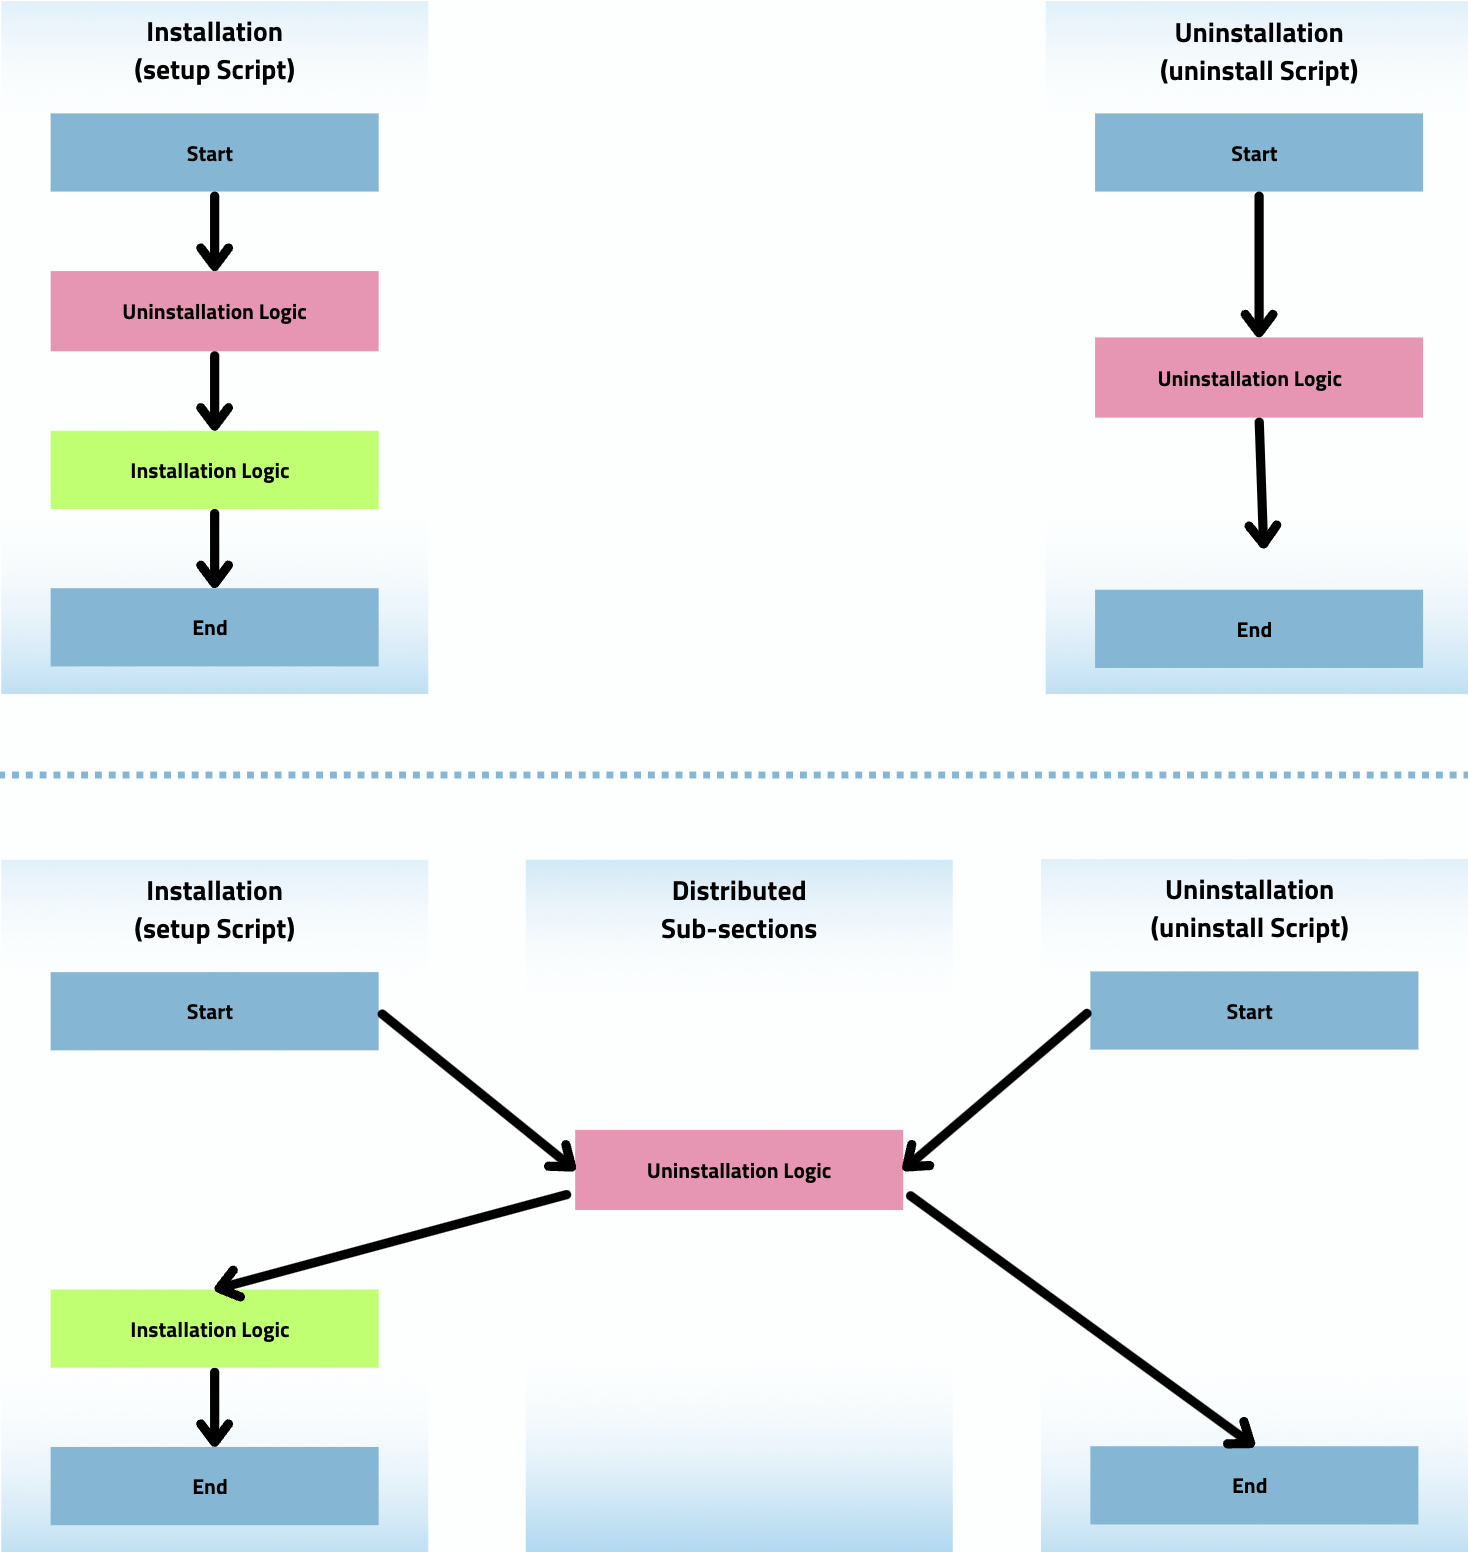 Installation
(setup Script)
Start
Uninstallation Logic
Installation Logic
End
Uninstallation
(uninstall Script)
Start
Uninstallation Logic
End
Installation
(setup Script)
Start
Installation Logic
End
Distributed
Sub-sections
Uninstallation Logic
Uninstallation
(uninstall Script)
Start
End